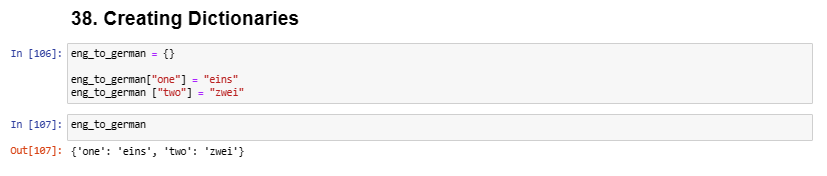 38. Creating Dictionaries
In [106]: eng_to_german = {}
eng_to_german["one"] = "eins"
eng_to_german ["two"] = "zwei"
In [107]: eng_to_german
Out[107]: {'one': 'eins', 'two': 'zwei'}